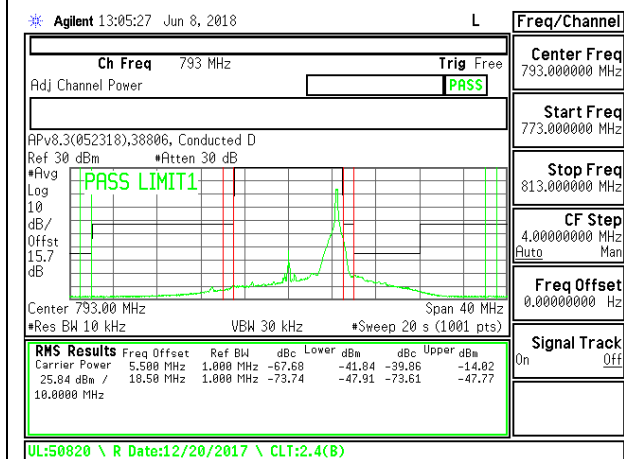 Agilent 13:05:27 Jun 8, 2018 L Freq/Channel
Ch Freq 793 MHz Trig Free
Adj Channel Power PASS
Center Freq
793.000000 MHz
Start Freq
773.000000 MHz
Stop Freq
813.000000 MHz
CF Step
4.00000000 MHz
Auto Man
Freq Offset
0.00000000 Hz
Signal Track
On Off
APv8.3(052318),38806, Conducted D
Ref 30 dBm #Atten 30 dB
#Avg
Log
10
dB/
Offst
15.7
dB
PASS LIMIT1
Center 793.00 MHz Span 40 MHz
#Res BW 10 kHz VBW 30 kHz #Sweep 20 s (1001 pts)
RMS Results Freq Offset Ref BW dBc Lower dBm dBc Upper dBm
Carrier Power 5.500 MHz 1.000 MHz -67.68 -41.84 -39.86 -14.02
25.84 dBm / 18.50 MHz 1.000 MHz -73.74 -47.91 -73.61 -47.77
10.0000 MHz
UL:50820 \ R Date:12/20/2017 \ CLT:2.4(B)